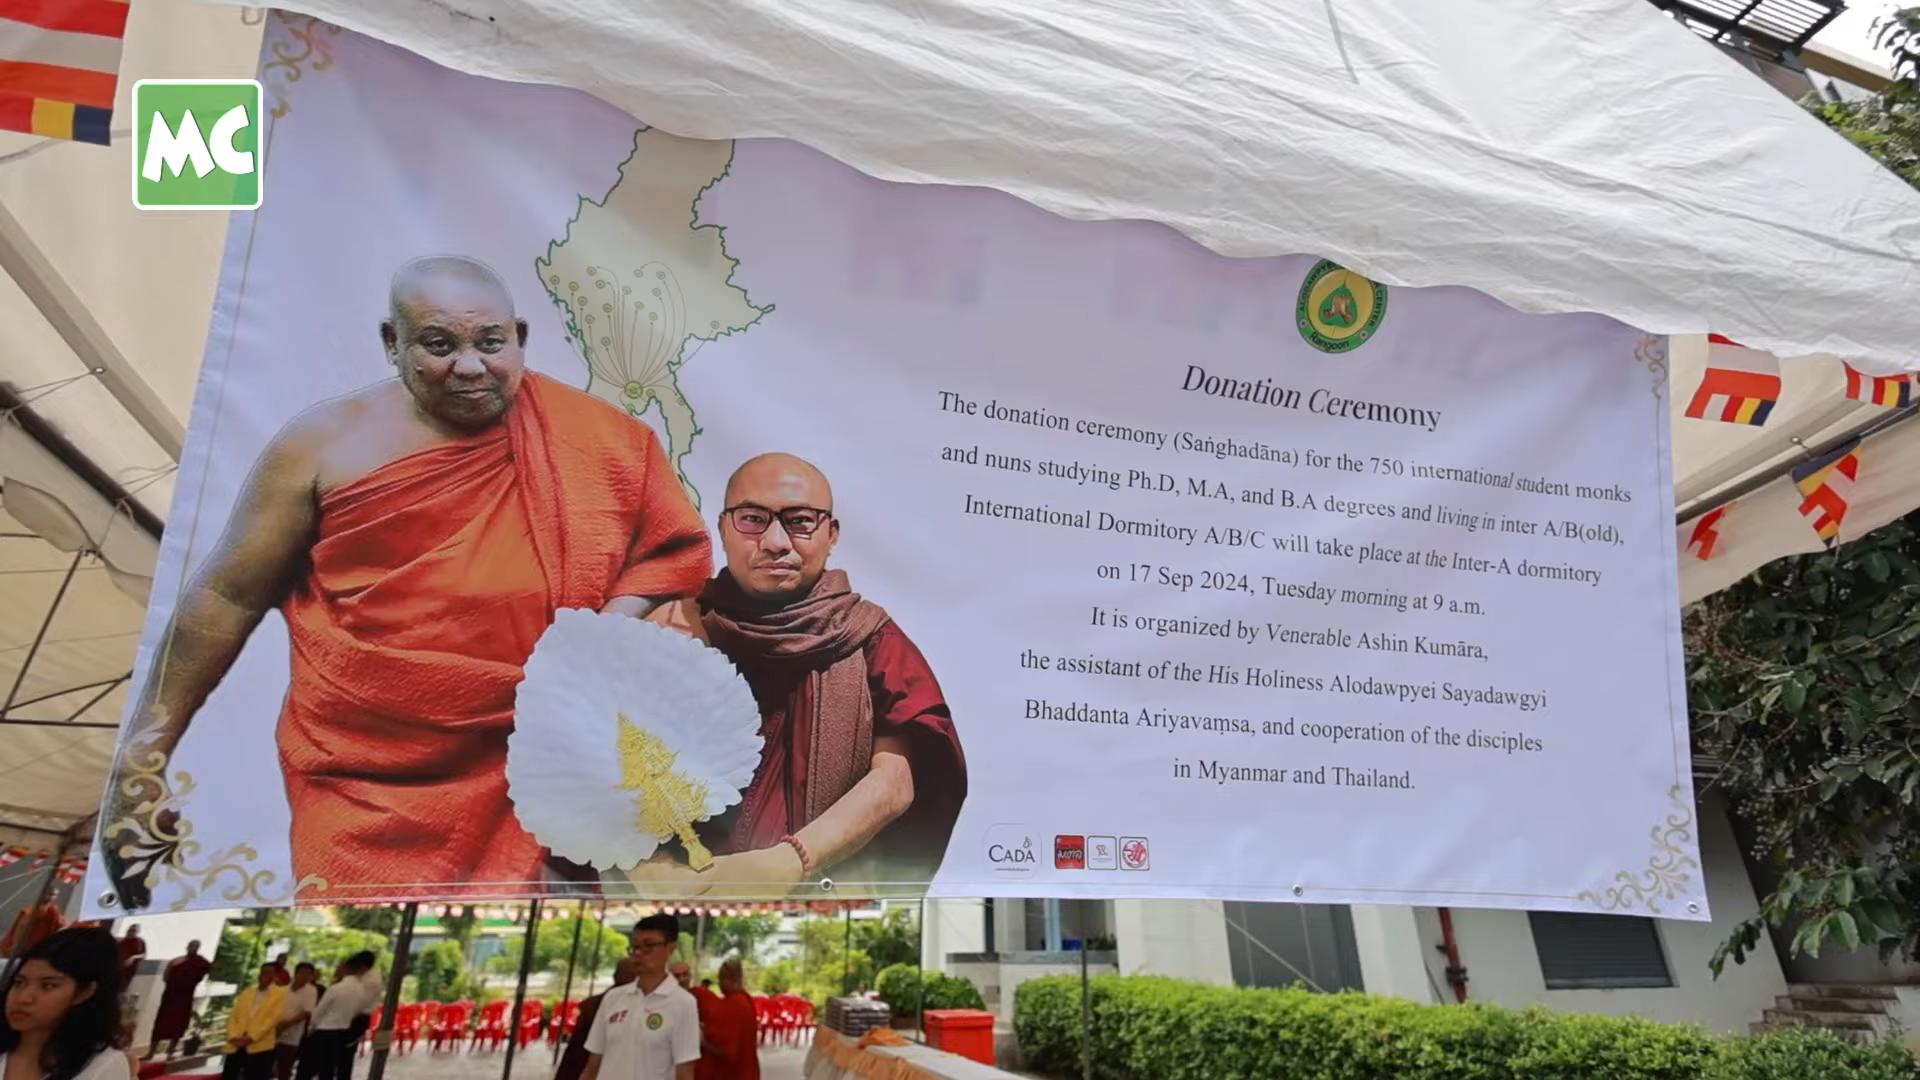 MC
CENTER
Rangoon
Donation Ceremony
The donation ceremony (Saṅghadāna) for the 750 international student monks
and nuns studying Ph.D, M.A, and B.A degrees and living in inter A/B(old),
International Dormitory A/B/C will take place at the Inter-A dormitory
on 17 Sep 2024, Tuesday morning at 9 a.m.
It is organized by Venerable Ashin Kumāra,
the assistant of the His Holiness Alodawpyei Sayadawgyi
Bhaddanta Ariyavaṃsa, and cooperation of the disciples
in Myanmar and Thailand.
CADA